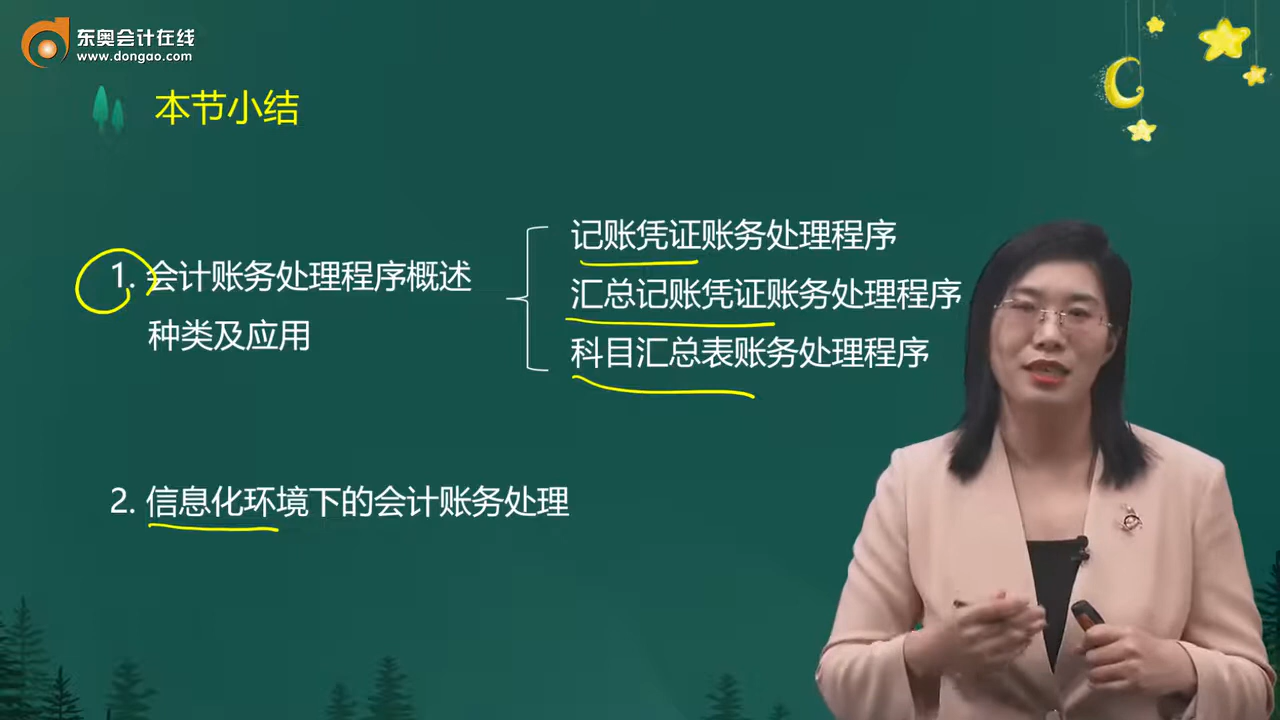 东奥会计在线
www.dongao.com
本节小结
1. 会计账务处理程序概述
种类及应用
记账凭证账务处理程序
汇总记账凭证账务处理程序
科目汇总表账务处理程序
2. 信息化环境下的会计账务处理